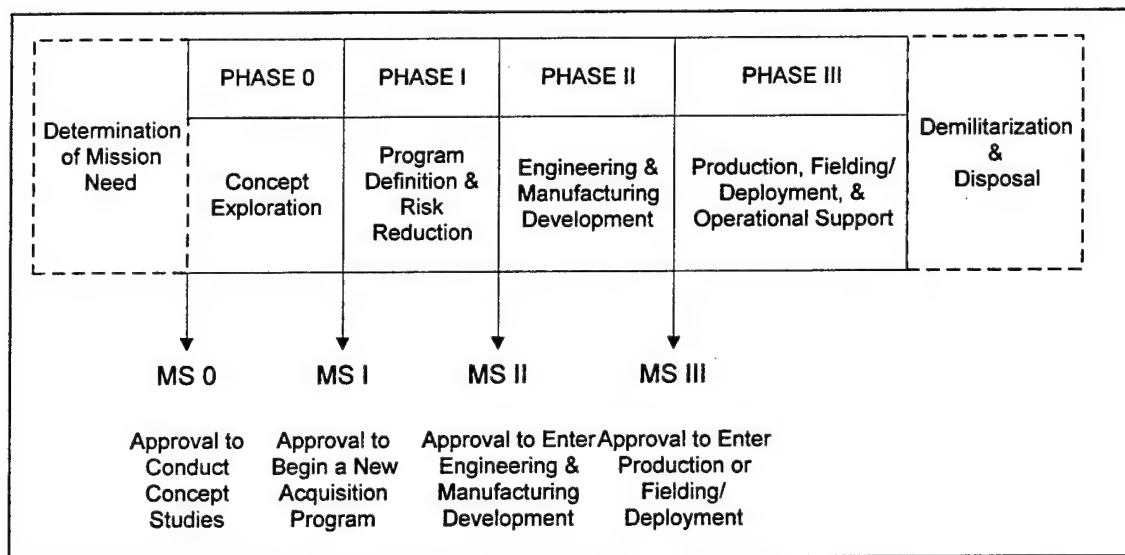 PHASE 0
PHASE I
PHASE II
PHASE III
Determination
of Mission
Need
Concept
Exploration
Program
Definition &
Risk
Reduction
Engineering &
Manufacturing
Development
Production, Fielding/
Deployment, &
Operational Support
Demilitarization
&
Disposal
MS 0
MS I
MS II
MS III
Approval to
Conduct
Concept
Studies
Approval to
Begin a New
Acquisition
Program
Approval to Enter
Engineering &
Manufacturing
Development
Approval to Enter
Production or
Fielding/
Deployment